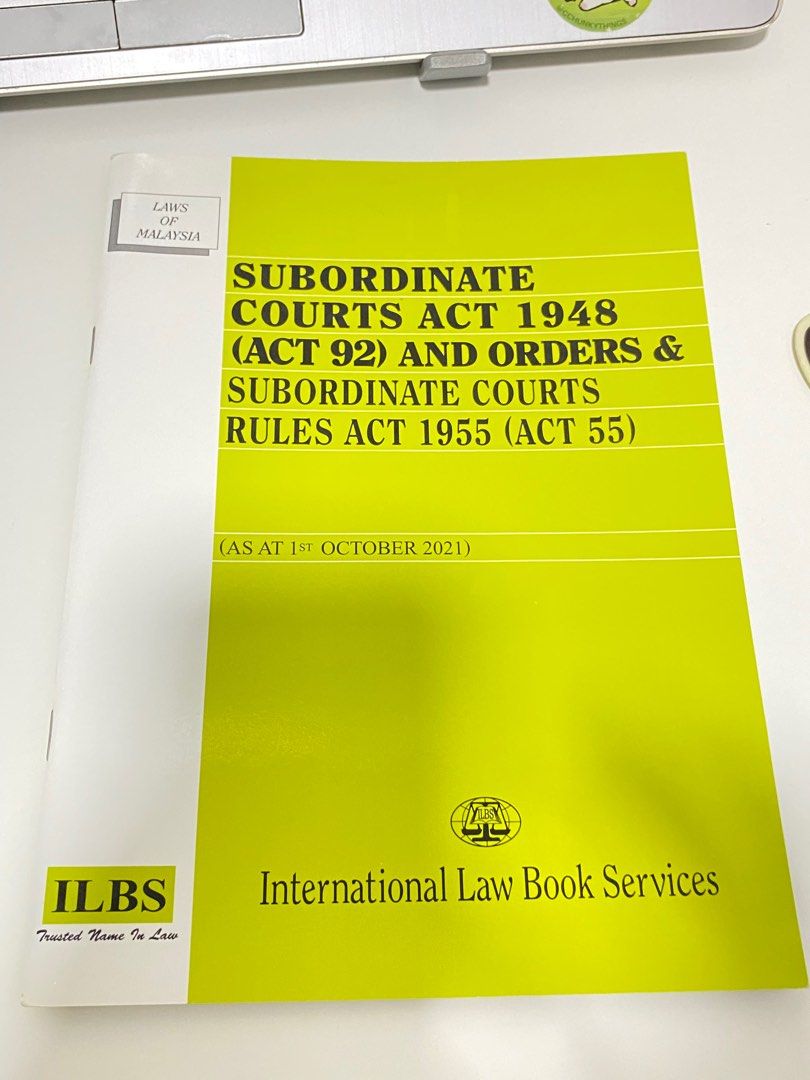 CCHUNKYTHINGS
LAWS
OF
MALAYSIA
SUBORDINATE
COURTS ACT 1948
(ACT 92) AND ORDERS &
SUBORDINATE COURTS
RULES ACT 1955 (ACT 55)
(AS AT 1ST OCTOBER 2021)
ILBS
International Law Book Services
ILBS
Trusted Name In Law